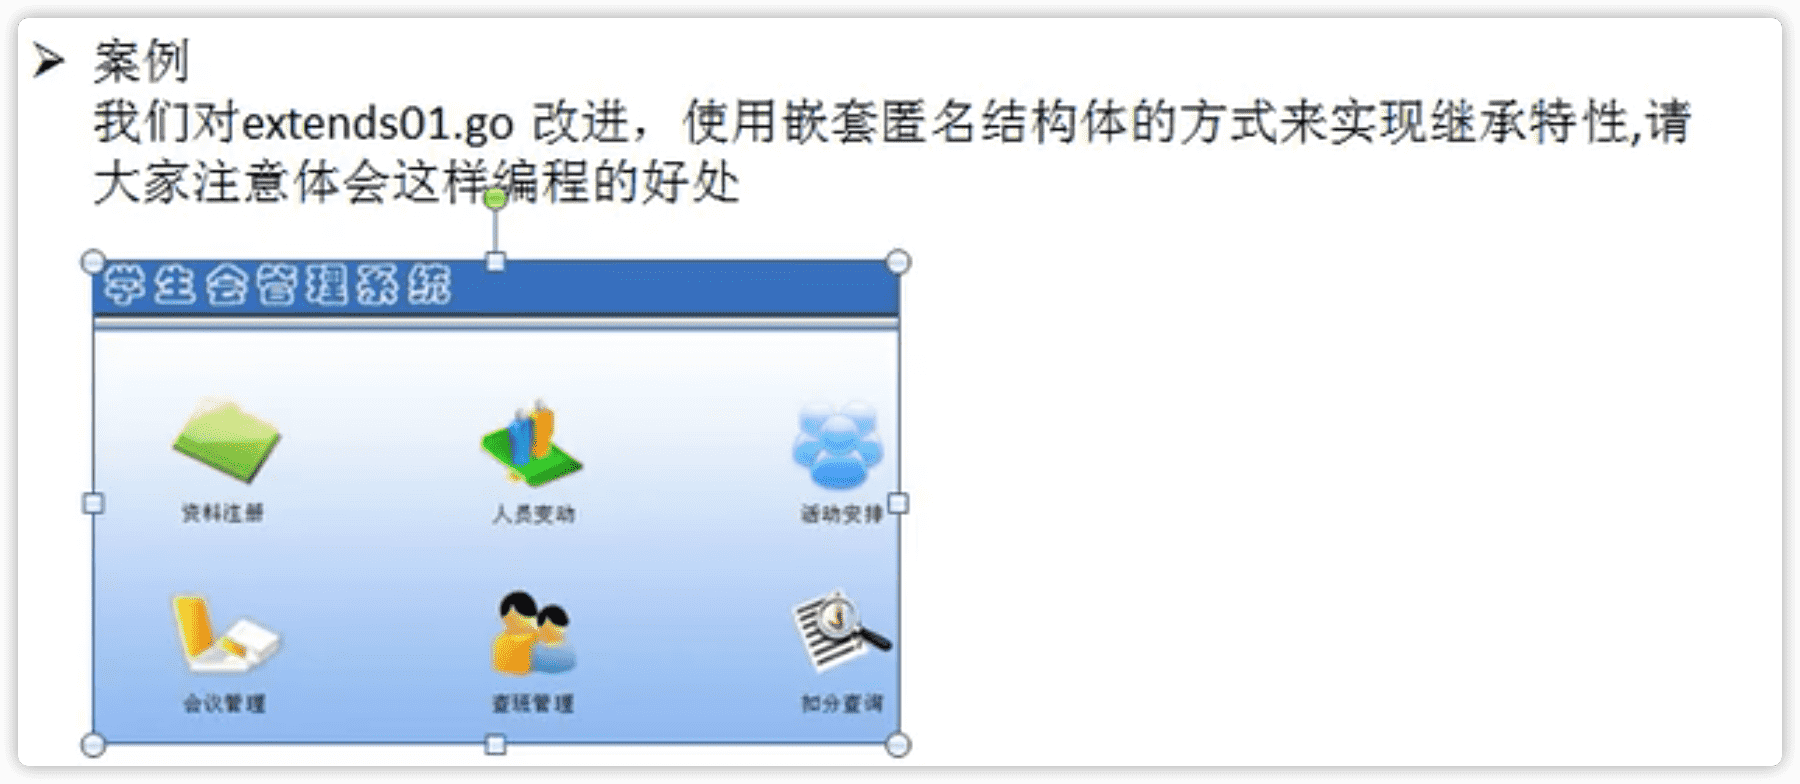 案例
我们对extends01.go 改进，使用嵌套匿名结构体的方式来实现继承特性,请
大家注意体会这样编程的好处
学生会管理系统
资料注册 人员变动 活动安排
会议管理 查班管理 扣分查询